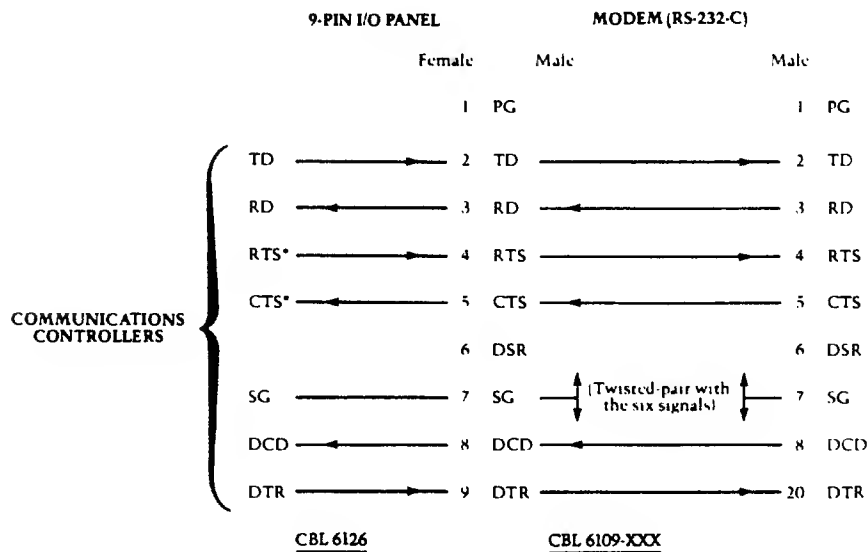 9-PIN I/O PANEL MODEM (RS-232-C)
Female Male Male
1 PG 1 PG
TD 2 TD 2 TD
RD 3 RD 3 RD
RTS* 4 RTS 4 RTS
CTS* 5 CTS 5 CTS
COMMUNICATIONS
CONTROLLERS
6 DSR 6 DSR
SG 7 SG (Twisted-pair with 7 SG
the six signals)
DCD 8 DCD 8 DCD
DTR 9 DTR 20 DTR
CBL 6126 CBL 6109-XXX